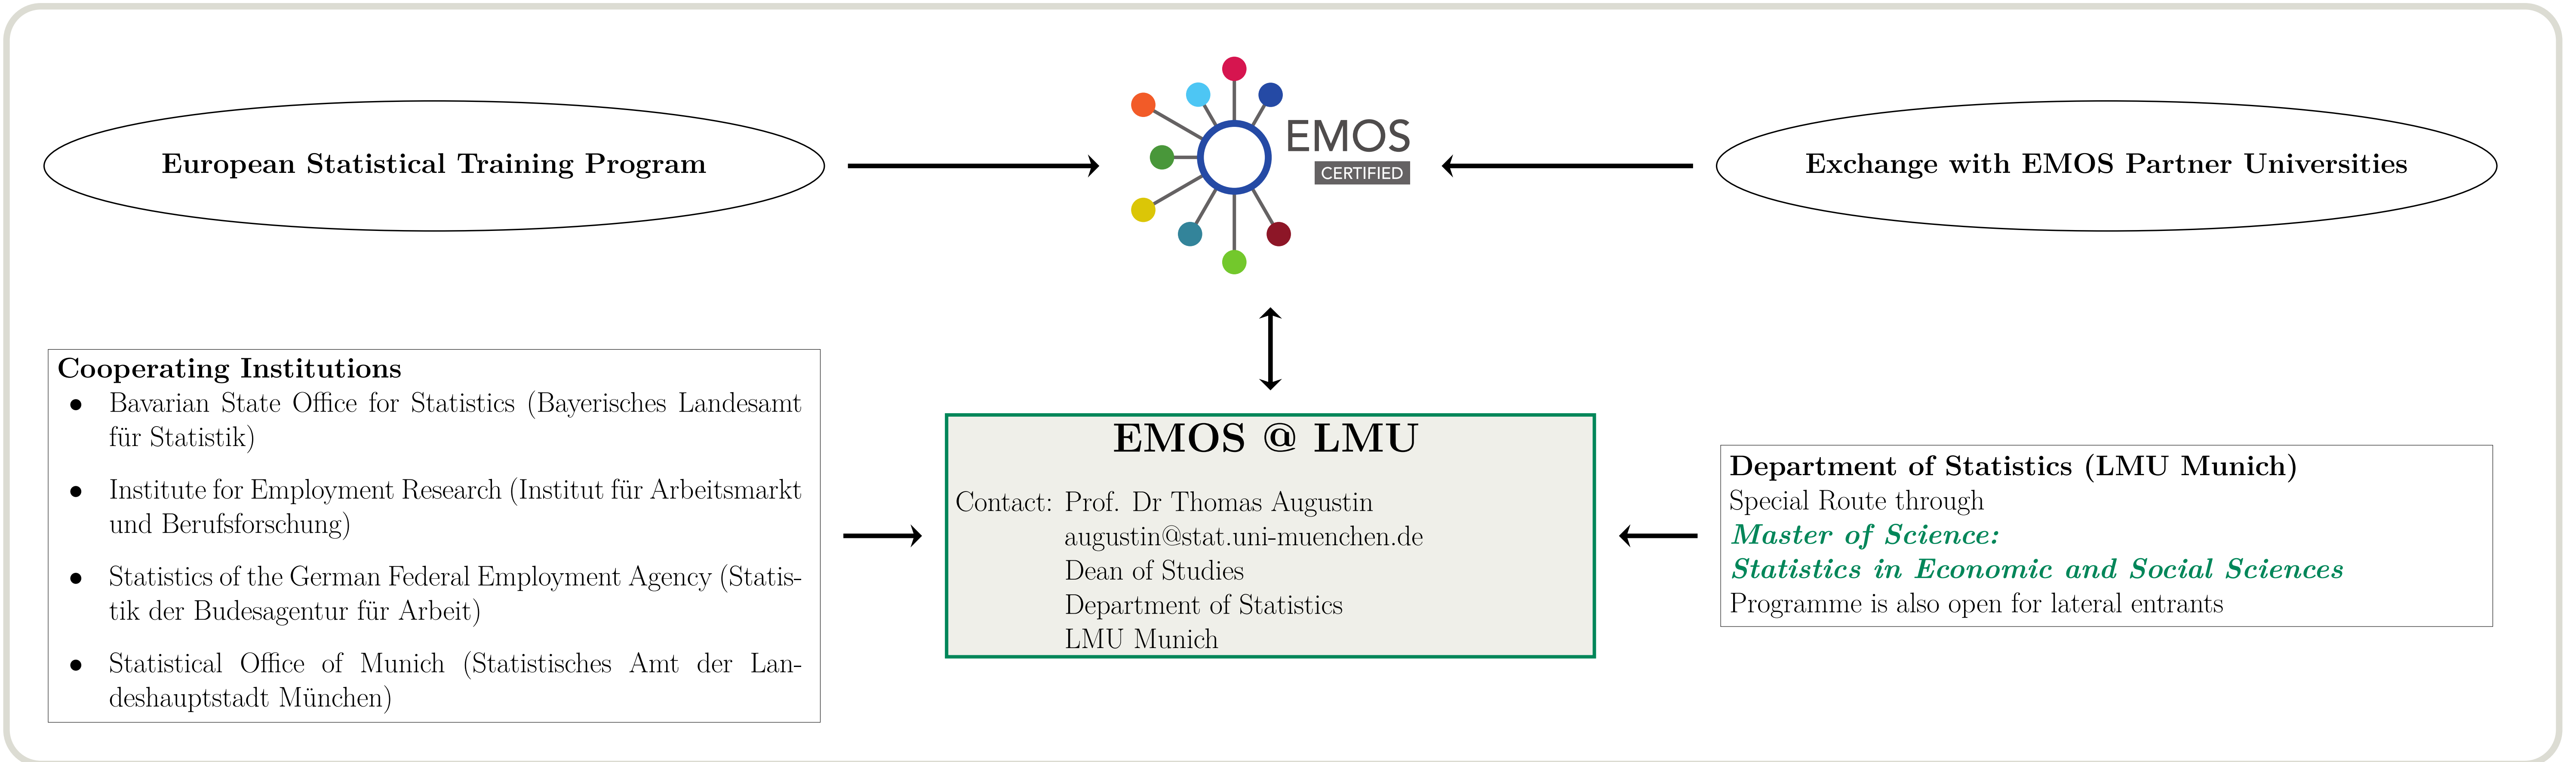 European Statistical Training Program
EMOS
CERTIFIED
Exchange with EMOS Partner Universities
Cooperating Institutions
• Bavarian State Office for Statistics (Bayerisches Landesamt
für Statistik)
• Institute for Employment Research (Institut für Arbeitsmarkt
und Berufsforschung)
• Statistics of the German Federal Employment Agency (Statis-
tik der Budesagentur für Arbeit)
• Statistical Office of Munich (Statistisches Amt der Lan-
deshauptstadt München)
EMOS @ LMU
Contact: Prof. Dr Thomas Augustin
augustin@stat.uni-muenchen.de
Dean of Studies
Department of Statistics
LMU Munich
Department of Statistics (LMU Munich)
Special Route through
Master of Science:
Statistics in Economic and Social Sciences
Programme is also open for lateral entrants